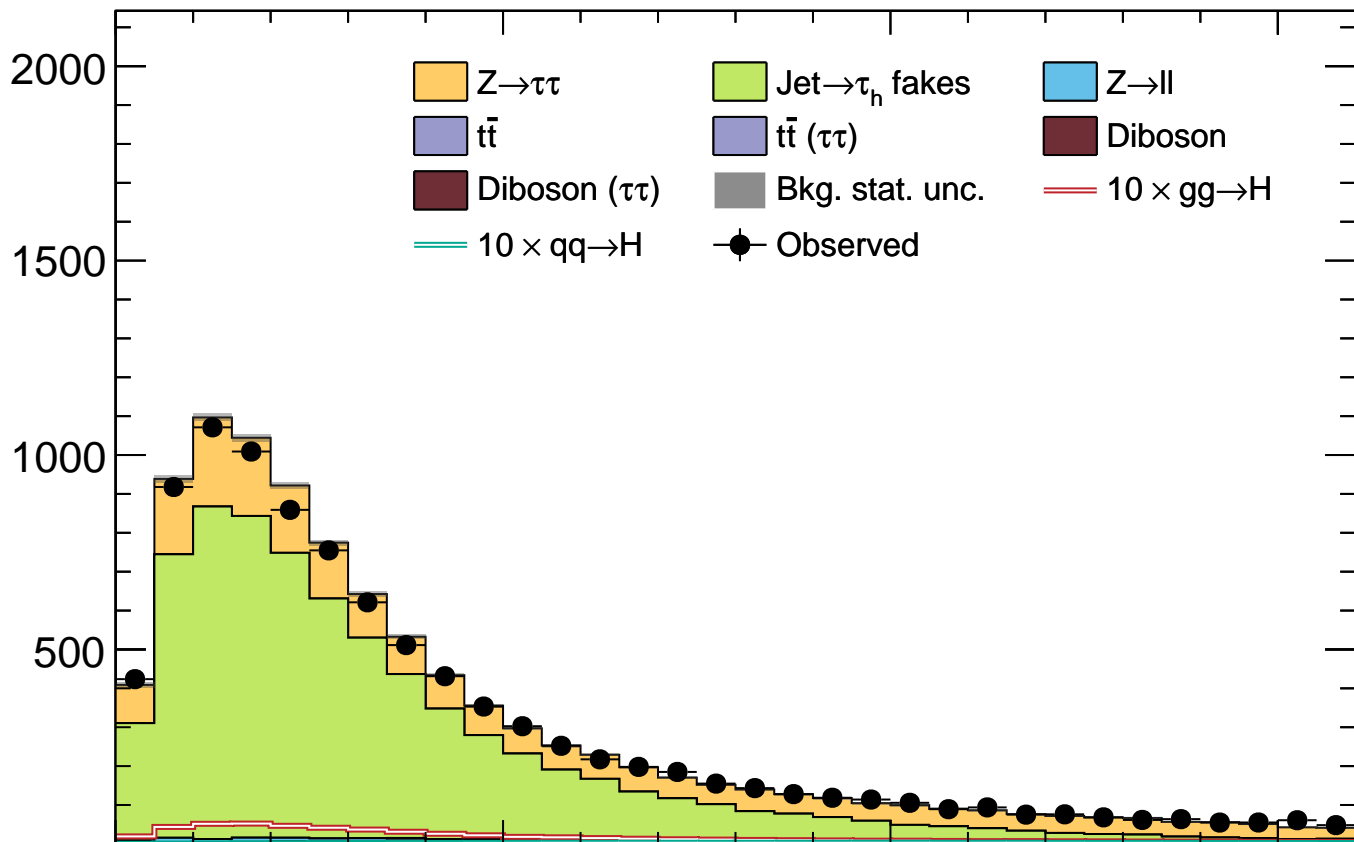 2000
Z→ττ Jet→τh fakes Z→ll
tt̄ tt̄ (ττ) Diboson
Diboson (ττ) Bkg. stat. unc. 10 × gg→H
10 × qq→H Observed
1500
1000
500